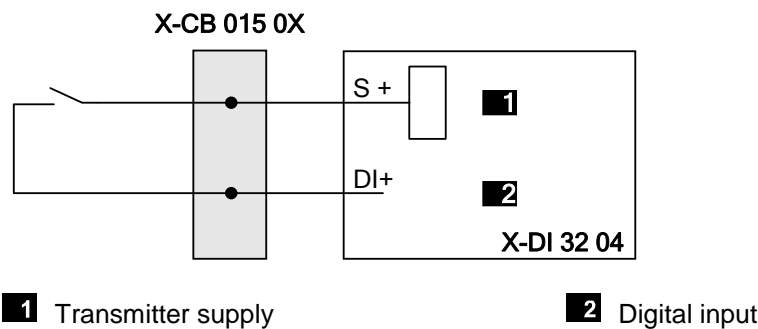 X-CB 015 0X
S +
1
DI+
2
X-DI 32 04
1 Transmitter supply
2 Digital input